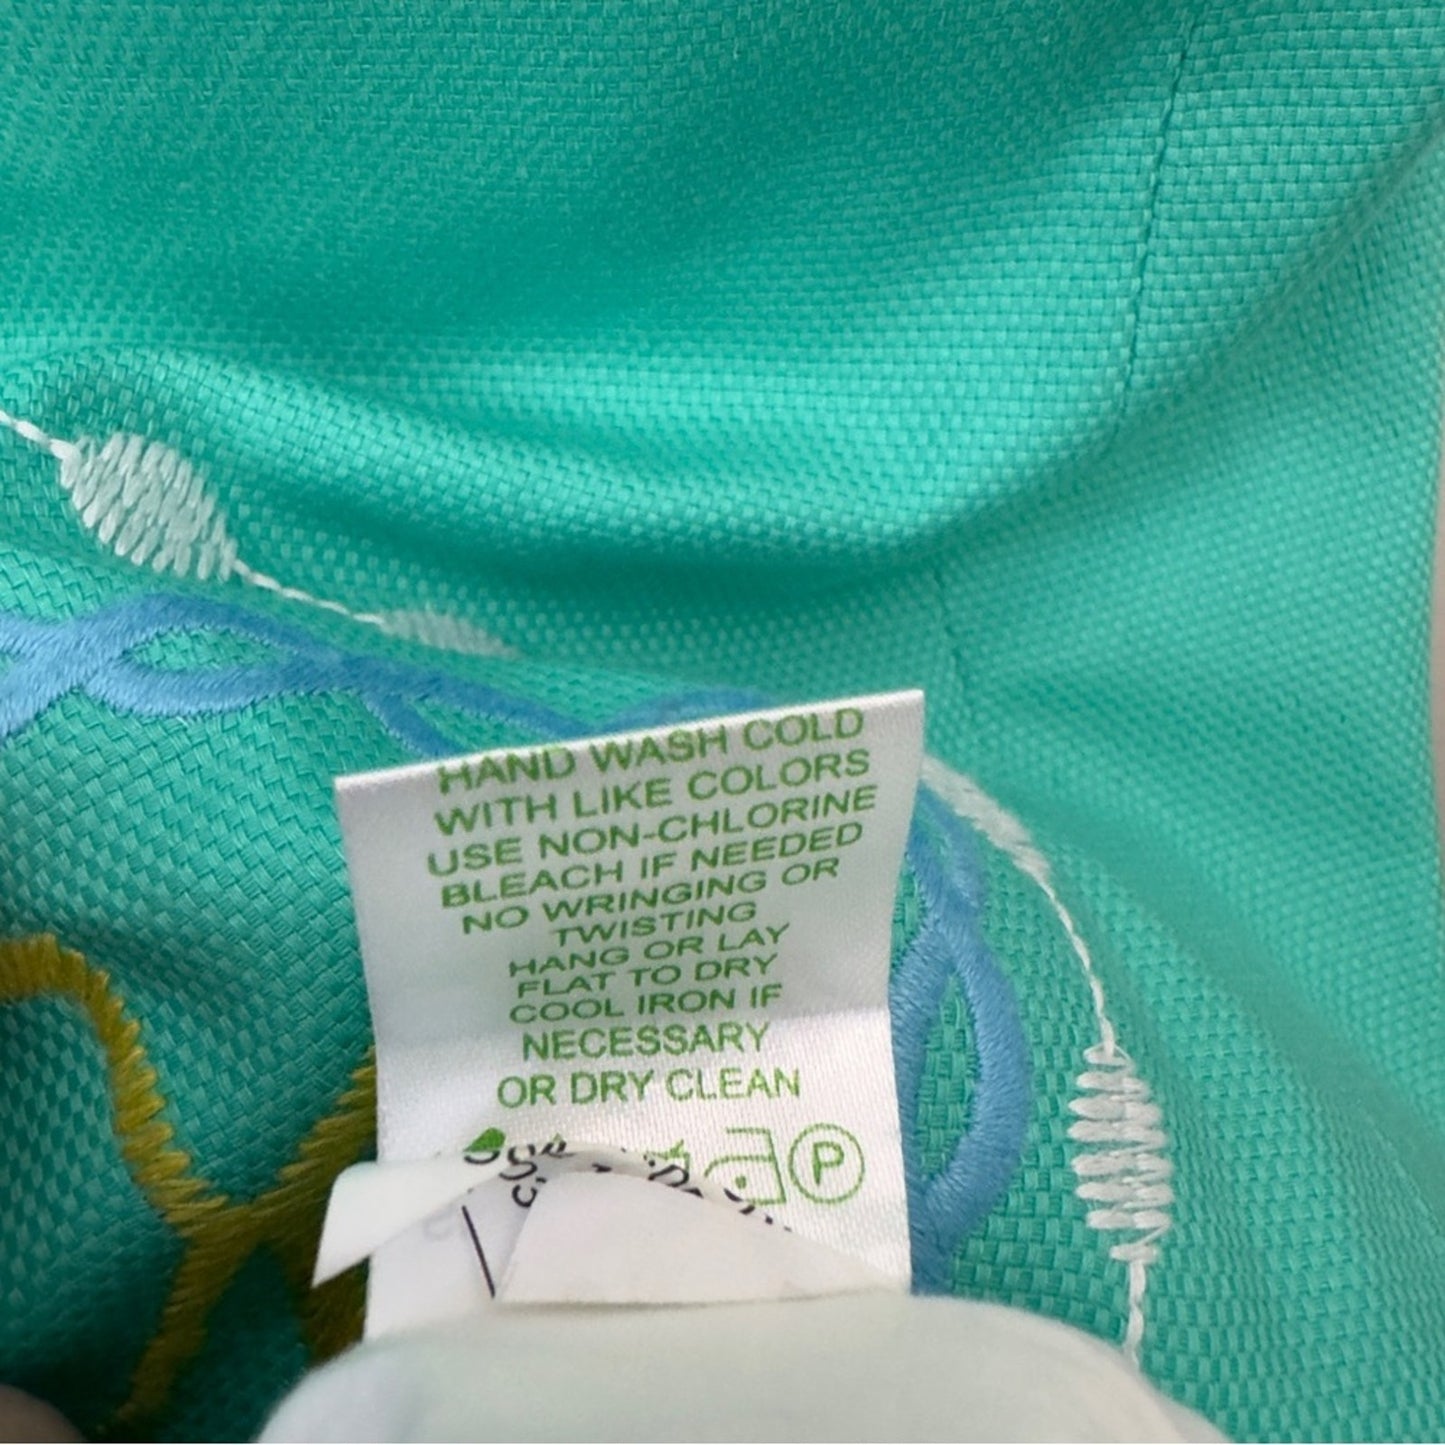 HAND WASH COLD
WITH LIKE COLORS
USE NON-CHLORINE
BLEACH IF NEEDED
NO WRINGING OR
TWISTING
HANG OR LAY
FLAT TO DRY
COOL IRON IF
NECESSARY
OR DRY CLEAN
P